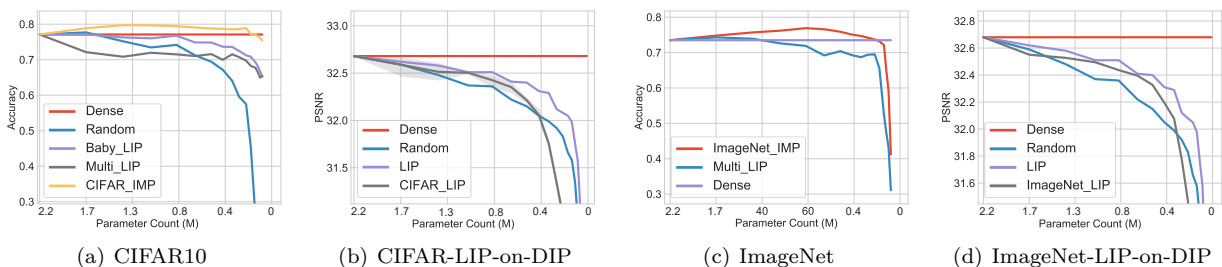 0.8
0.7
0.6
0.5
0.4
0.3
Accuracy
Dense
Random
Baby_LIP
Multi_LIP
CIFAR_IMP
2.2
1.7
1.3
0.8
0.4
0
Parameter Count (M)
(a) CIFAR10
33.0
32.5
32.0
31.5
PSNR
Dense
Random
LIP
CIFAR_LIP
2.2
1.7
1.3
0.8
0.4
0
Parameter Count (M)
(b) CIFAR-LIP-on-DIP
0.8
0.7
0.6
0.5
0.4
0.3
Accuracy
ImageNet_IMP
Multi_LIP
Dense
2.2
1.7
40
60
0.4
0
Parameter Count (M)
(c) ImageNet
32.8
32.6
32.4
32.2
32.0
31.8
31.6
PSNR
Dense
Random
LIP
ImageNet_LIP
2.2
1.7
1.3
0.8
0.4
0
Parameter Count (M)
(d) ImageNet-LIP-on-DIP